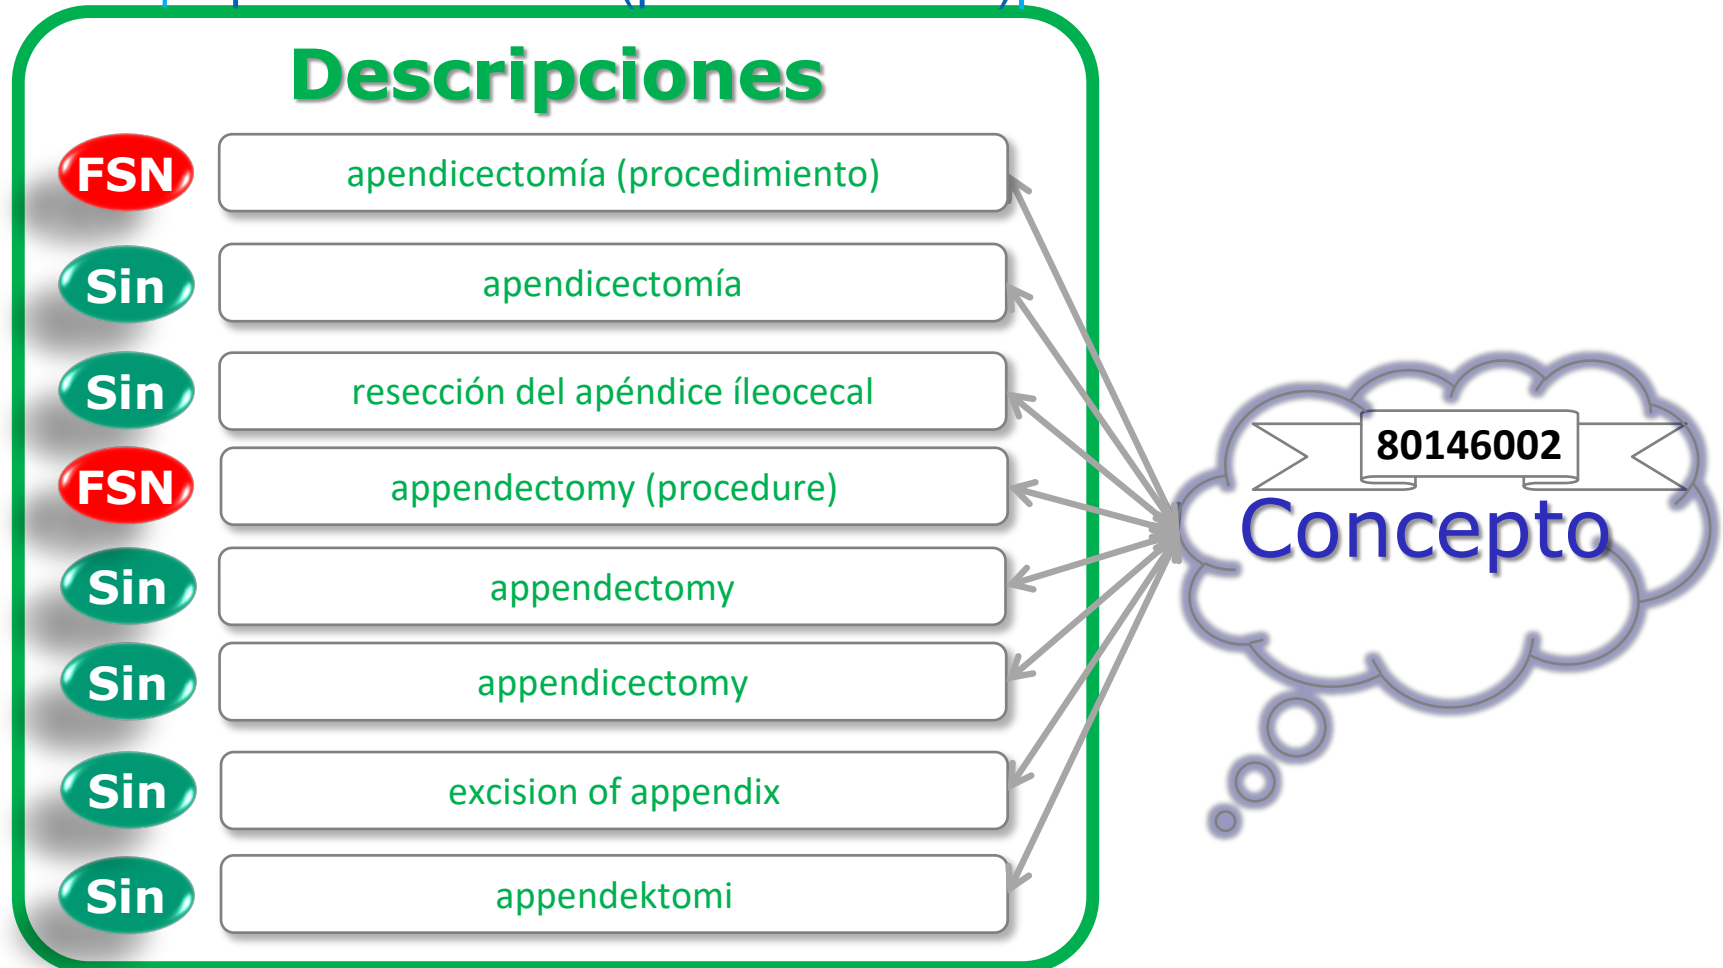 Descripciones
FSN apendicectomía (procedimiento)
Sin apendicectomía
Sin resección del apéndice íleocecal
FSN appendectomy (procedure)
Sin appendectomy
Sin appendicectomy
Sin excision of appendix
Sin appendektomi
80146002
Concepto